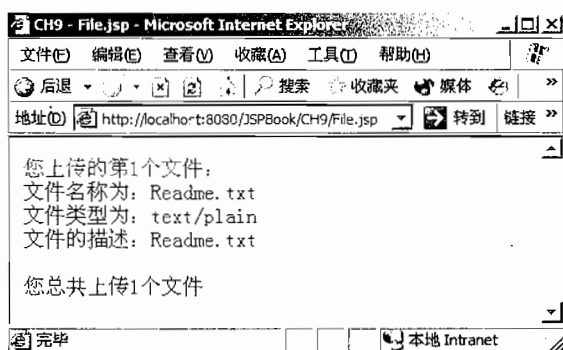 CH9 - File.jsp - Microsoft Internet Explorer
文件(F) 编辑(E) 查看(V) 收藏(A) 工具(T) 帮助(H)
后退 搜索 收藏夹 媒体 »
地址(D) http://localhost:8080/JSPBook/CH9/File.jsp 转到 链接 »
您上传的第1个文件：
文件名称为：Readme.txt
文件类型为：text/plain
文件的描述：Readme.txt
您总共上传1个文件
完毕 本地 Intranet